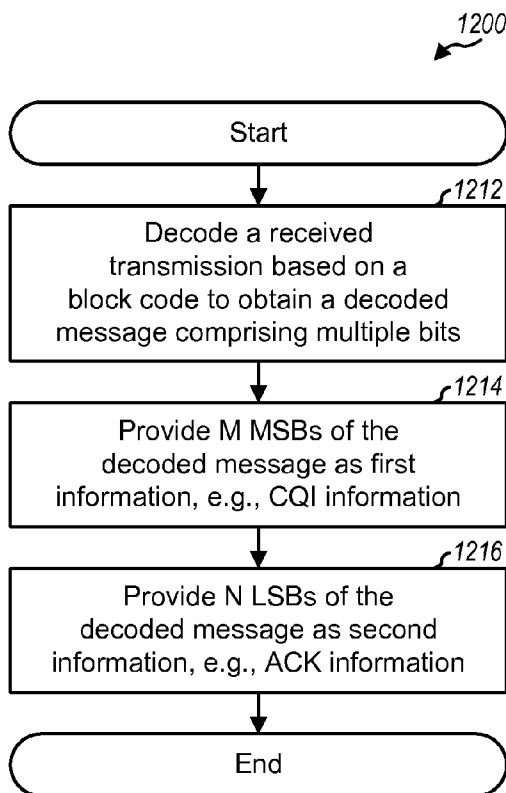 1200
Start
1212
Decode a received
transmission based on a
block code to obtain a decoded
message comprising multiple bits
1214
Provide M MSBs of the
decoded message as first
information, e.g., CQI information
1216
Provide N LSBs of the
decoded message as second
information, e.g., ACK information
End